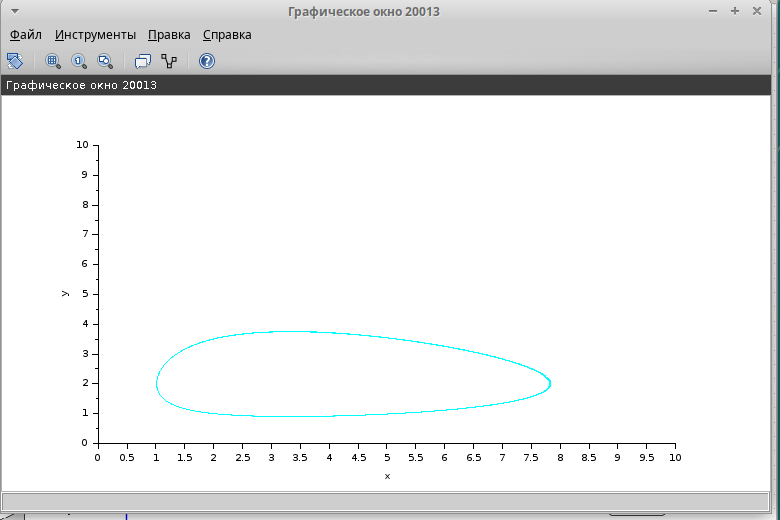 Графическое окно 20013
Файл Инструменты Правка Справка
Графическое окно 20013
10
9
8
7
6
y
5
4
3
2
1
0
0 0.5 1 1.5 2 2.5 3 3.5 4 4.5 5 5.5 6 6.5 7 7.5 8 8.5 9 9.5 10
x